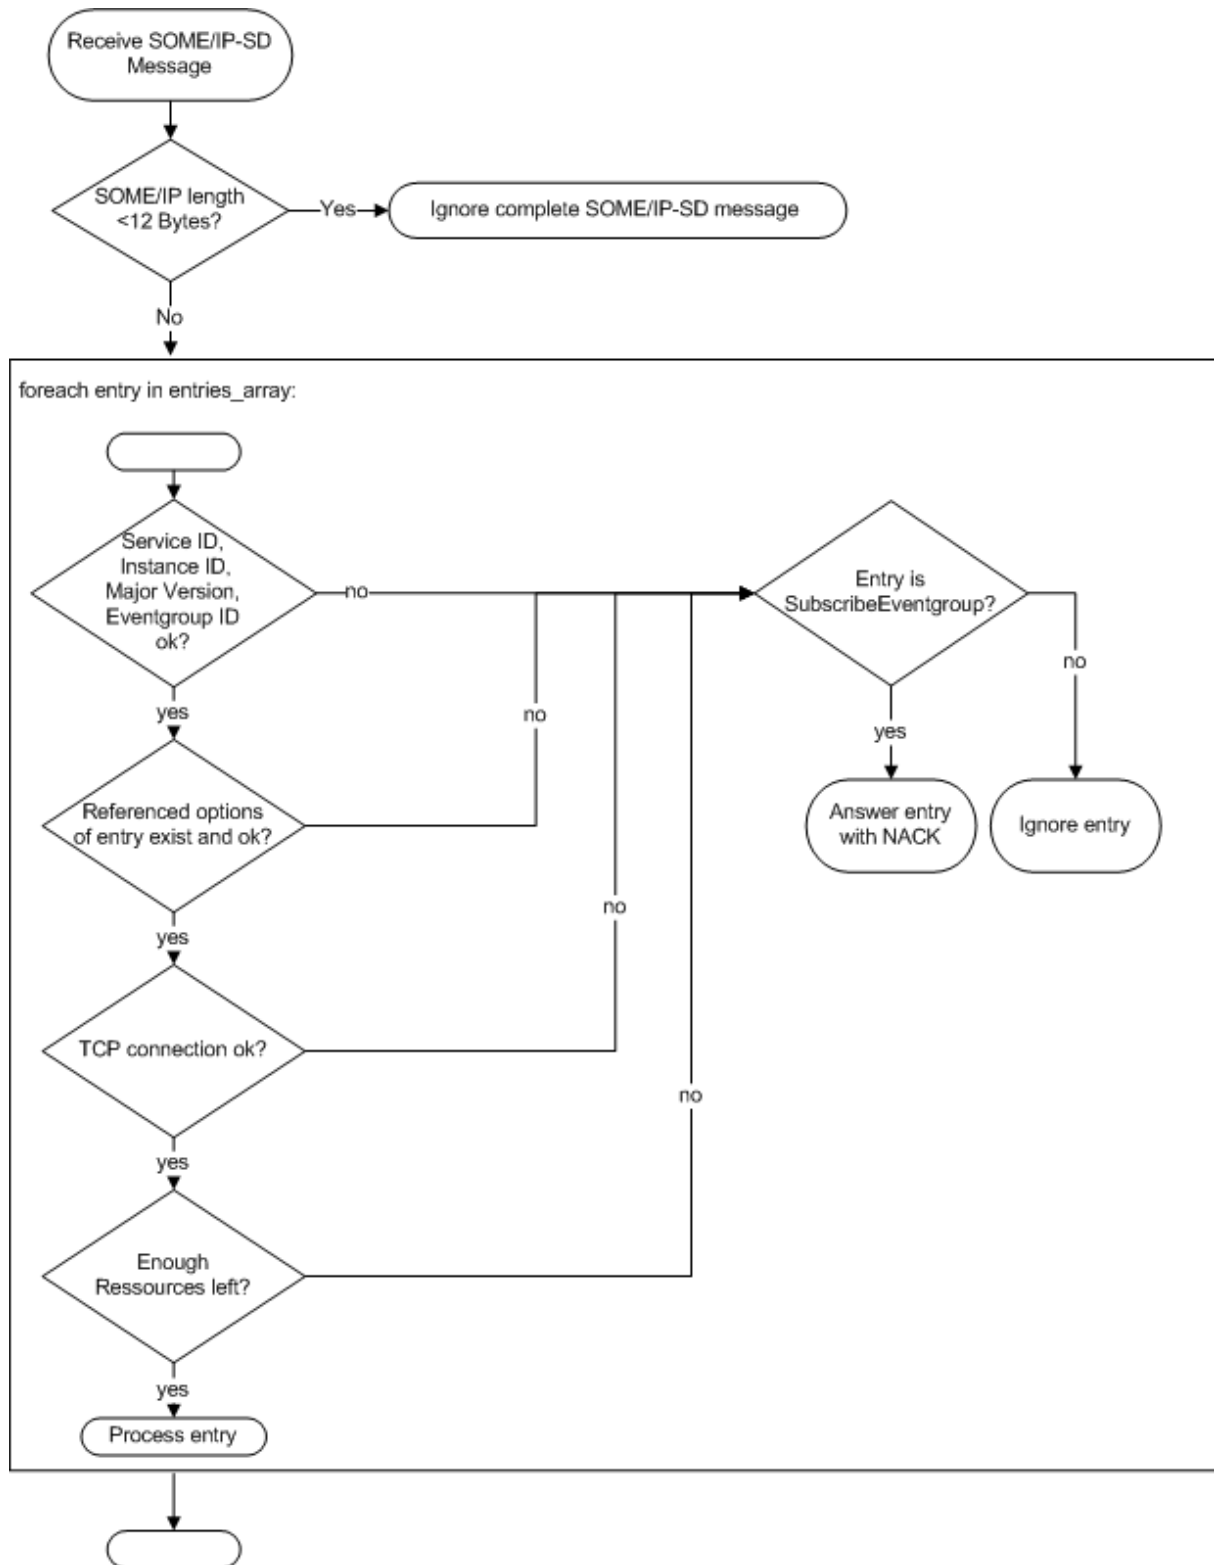 Receive SOME/IP-SD
Message
SOME/IP length
<12 Bytes?
Yes
Ignore complete SOME/IP-SD message
No
foreach entry in entries_array:
Service ID,
Instance ID,
Major Version,
Eventgroup ID
ok?
no
Entry is
SubscribeEventgroup?
no
yes
no
yes
Referenced options
of entry exist and ok?
Answer entry
with NACK
Ignore entry
no
yes
TCP connection ok?
no
yes
Enough
Ressources left?
yes
Process entry